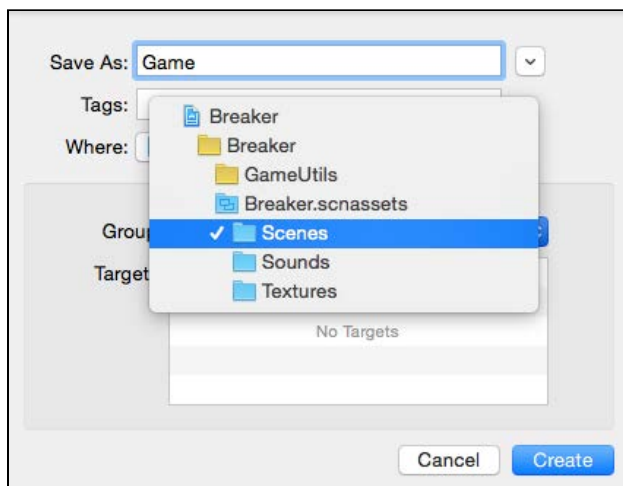 Save As: Game
Tags:
Breaker
Where:
Breaker
GameUtils
Breaker.scnassets
Grou
✓ Scenes
Sounds
Target
Textures
No Targets
Cancel Create